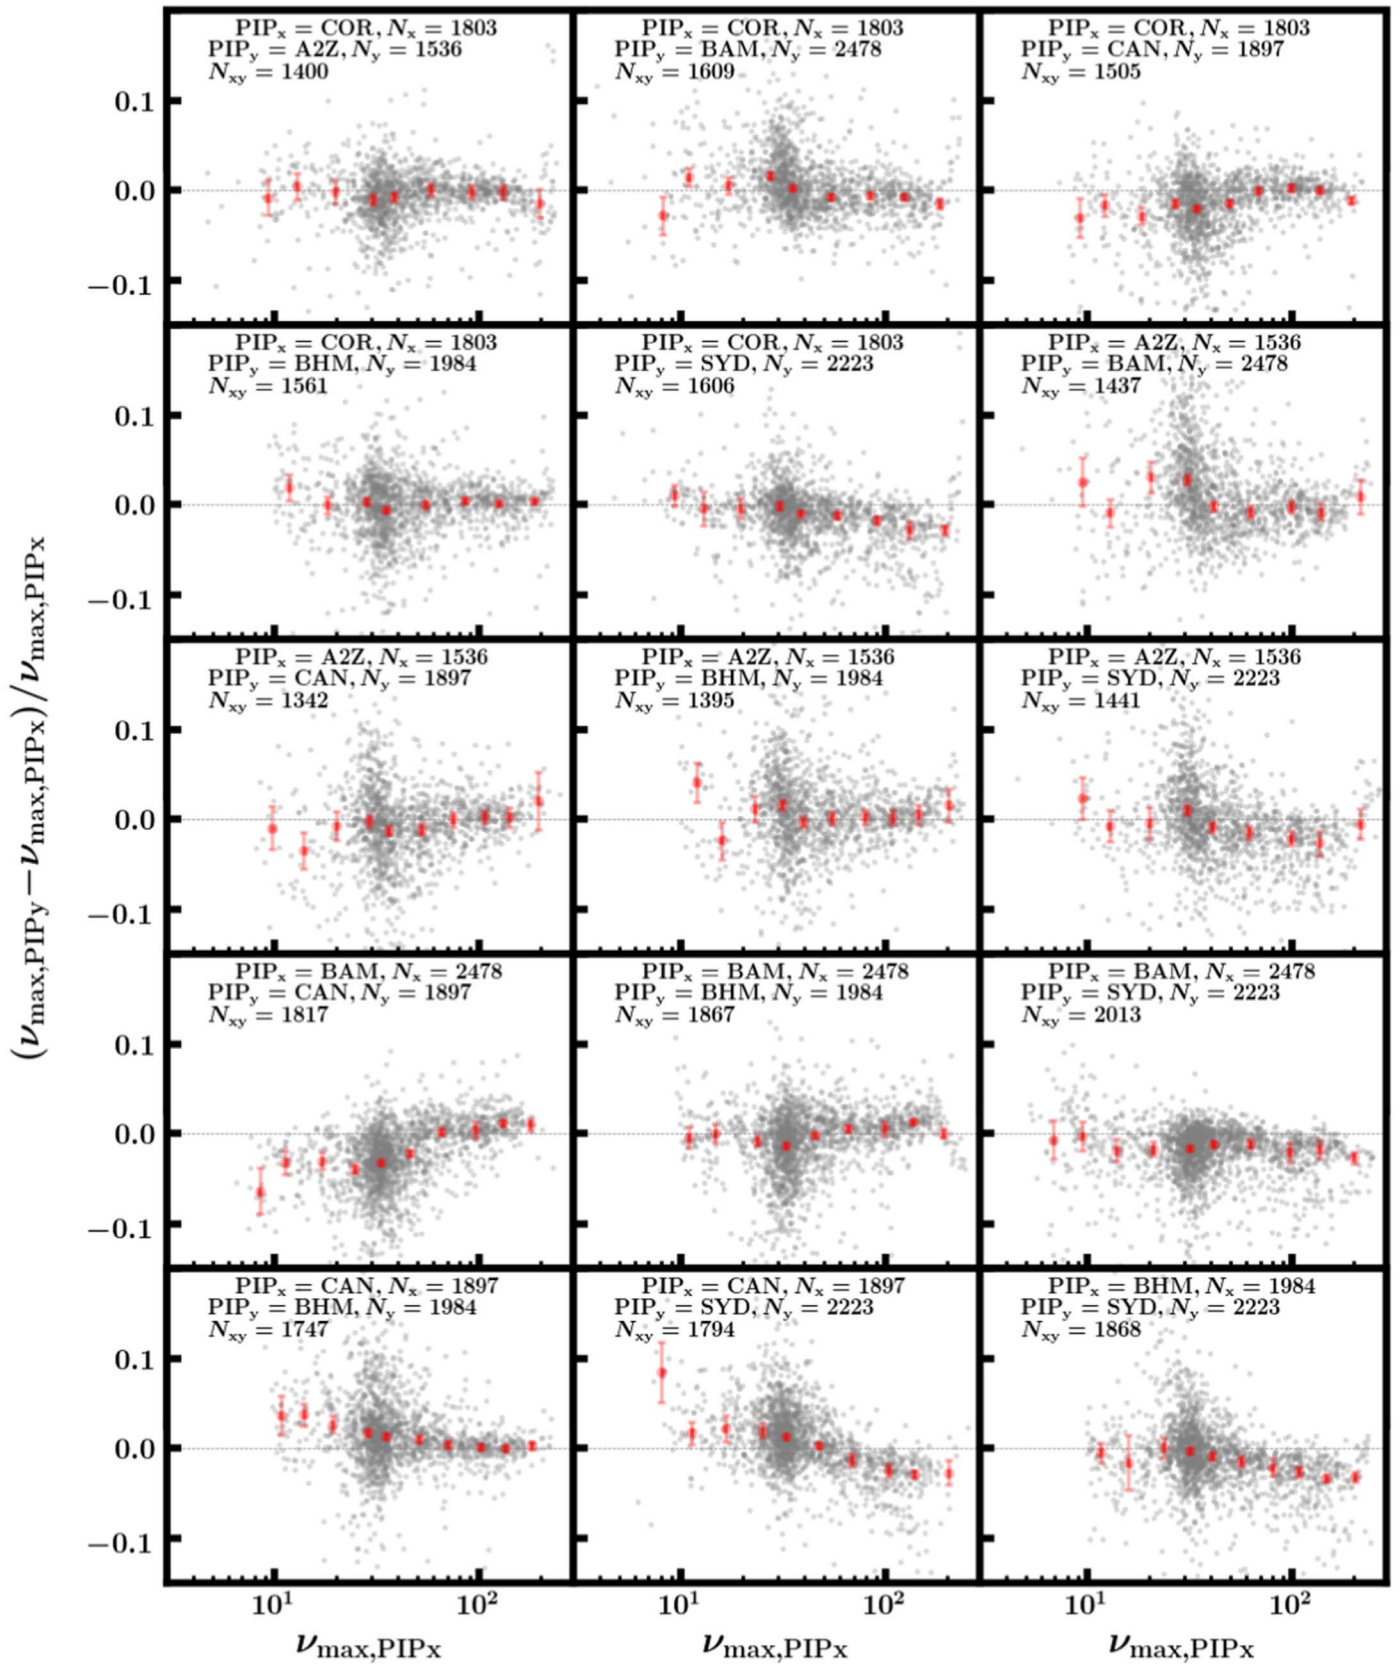 PIPx = COR, Nx = 1803
PIPy = A2Z, Ny = 1536
Nxy = 1400
PIPx = COR, Nx = 1803
PIPy = BAM, Ny = 2478
Nxy = 1609
PIPx = COR, Nx = 1803
PIPy = CAN, Ny = 1897
Nxy = 1505
0.1
0.0
−0.1
PIPx = COR, Nx = 1803
PIPy = BHM, Ny = 1984
Nxy = 1561
PIPx = COR, Nx = 1803
PIPy = SYD, Ny = 2223
Nxy = 1606
PIPx = A2Z, Nx = 1536
PIPy = BAM, Ny = 2478
Nxy = 1437
0.1
0.0
−0.1
PIPx = A2Z, Nx = 1536
PIPy = CAN, Ny = 1897
Nxy = 1342
PIPx = A2Z, Nx = 1536
PIPy = BHM, Ny = 1984
Nxy = 1395
PIPx = A2Z, Nx = 1536
PIPy = SYD, Ny = 2223
Nxy = 1441
0.1
0.0
−0.1
PIPx = BAM, Nx = 2478
PIPy = CAN, Ny = 1897
Nxy = 1817
PIPx = BAM, Nx = 2478
PIPy = BHM, Ny = 1984
Nxy = 1867
PIPx = BAM, Nx = 2478
PIPy = SYD, Ny = 2223
Nxy = 2013
0.1
0.0
−0.1
PIPx = CAN, Nx = 1897
PIPy = BHM, Ny = 1984
Nxy = 1747
PIPx = CAN, Nx = 1897
PIPy = SYD, Ny = 2223
Nxy = 1794
PIPx = BHM, Nx = 1984
PIPy = SYD, Ny = 2223
Nxy = 1868
0.1
0.0
−0.1
10¹ 10² 10¹ 10² 10¹ 10²
νmax,PIPx νmax,PIPx νmax,PIPx
(νmax,PIPy − νmax,PIPx)/νmax,PIPx